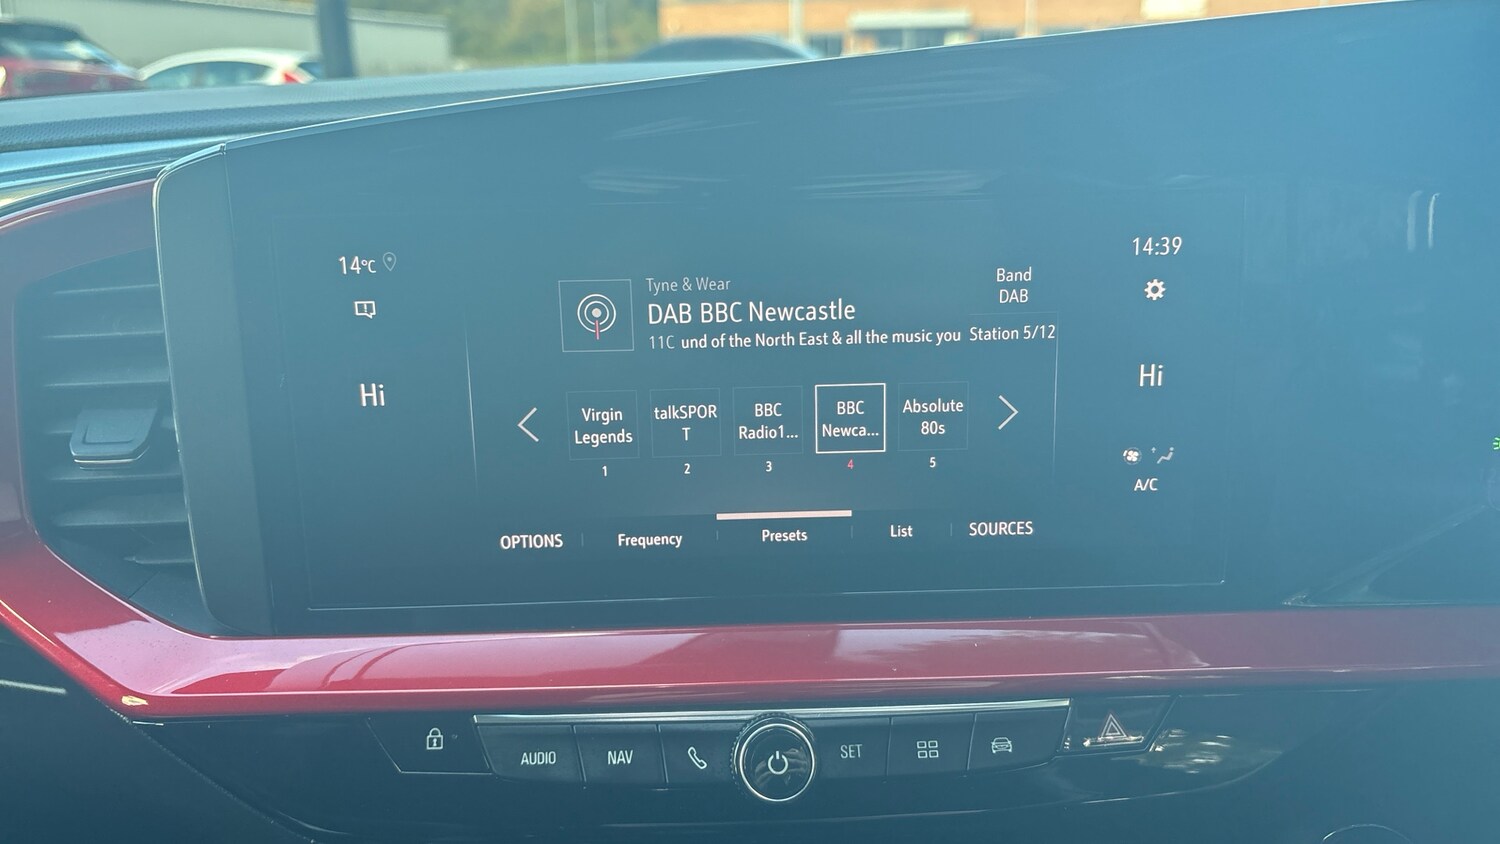 14°C
Hi
Tyne & Wear
DAB BBC Newcastle
11C und of the North East & all the music you
Band
DAB
Station 5/12
14:39
Hi
A/C
Virgin
Legends
1
talkSPOR
T
2
BBC
Radio1...
3
BBC
Newca...
4
Absolute
80s
5
OPTIONS
Frequency
Presets
List
SOURCES
AUDIO
NAV
SET